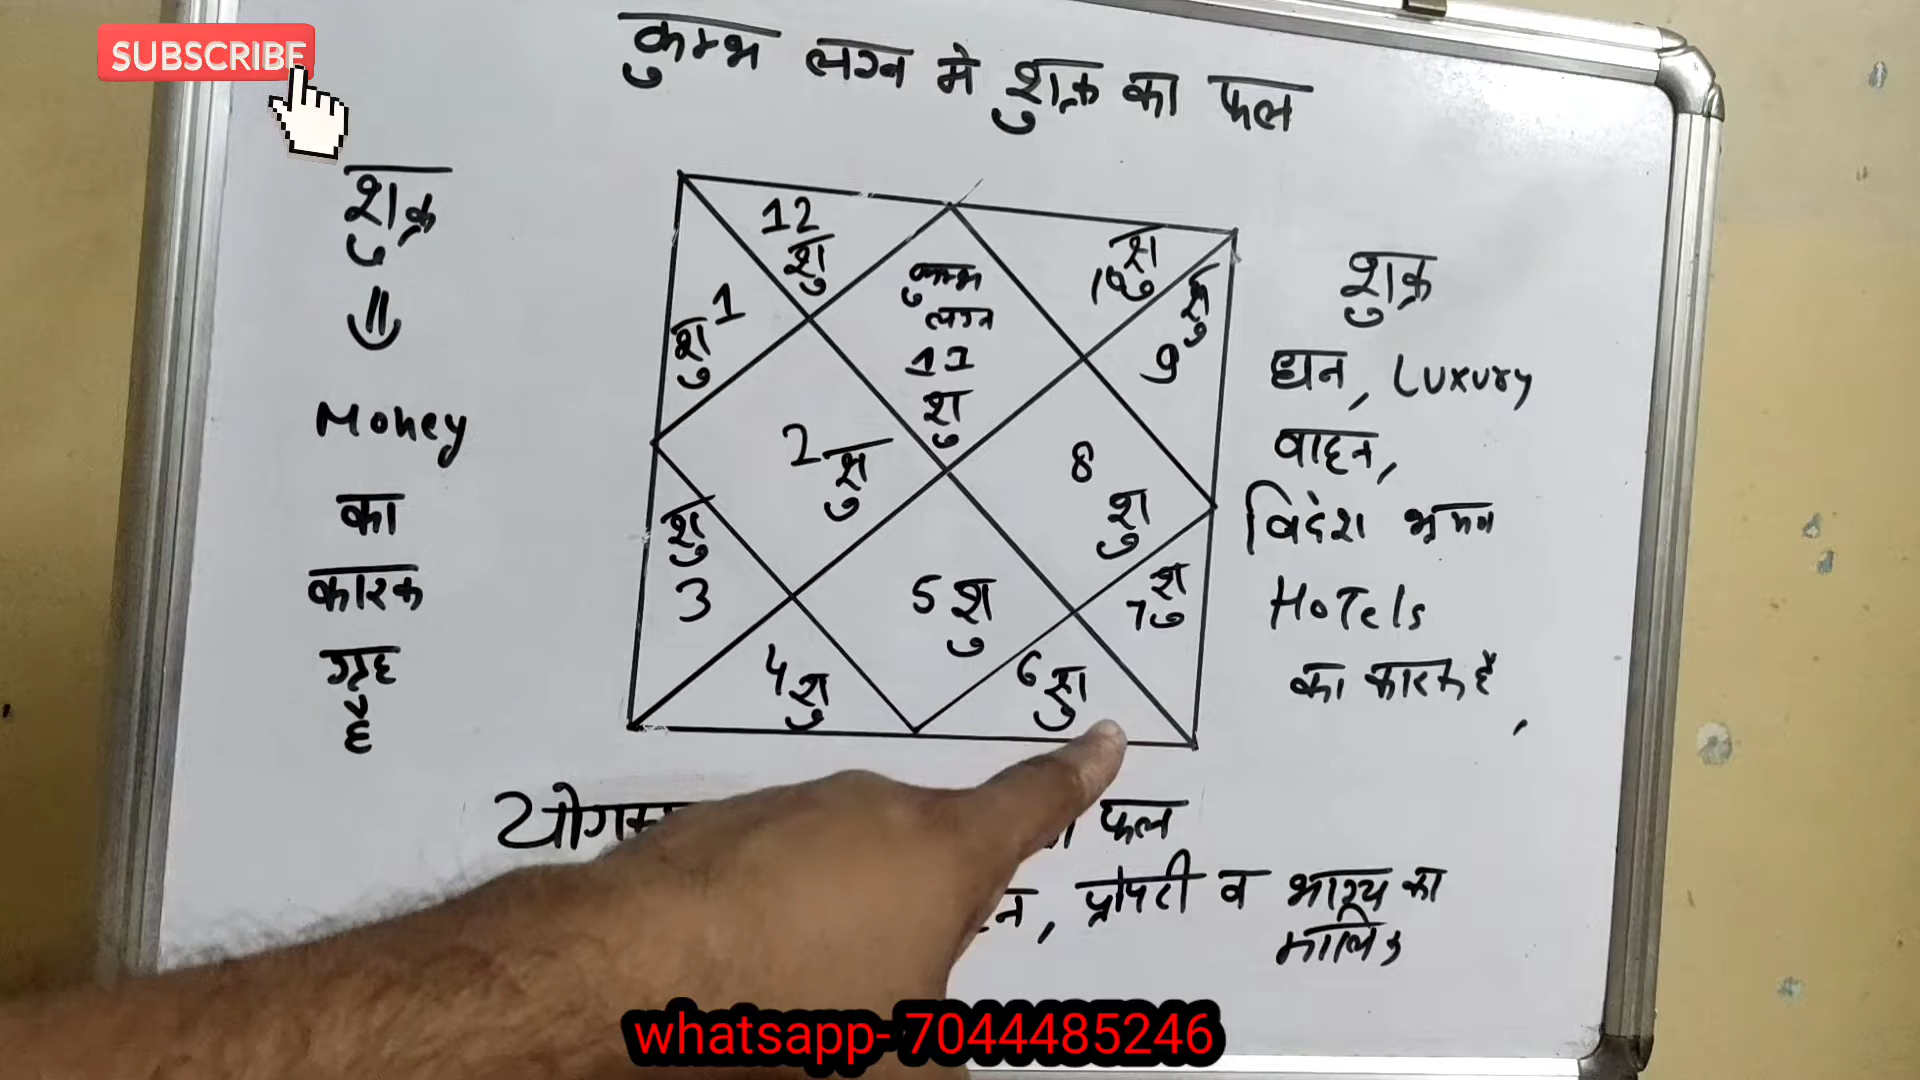 SUBSCRIBE
कुम्भ लग्न मे शुक्र का फल
शुक्र
Money
का
कारक
ग्रह
है
12
शु
1
शु
कुम्भ
लग्न
11
शु
10
शु
शु
9
2 शु
8
शु
शु
3
5 शु
7
शु
4 शु
6 शु
शुक्र
धन, Luxury
वाहन,
विदेश भ्रमण
Hotels
का कारक है,
फल
प्रोपर्टी व भाग्य का
मालिक
whatsapp- 7044485246